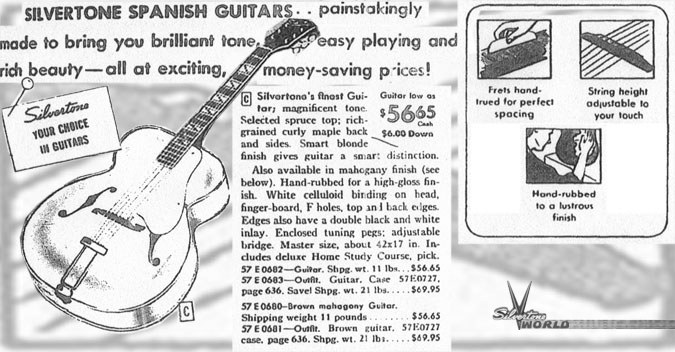 SILVERTONE SPANISH GUITARS.. painstakingly
made to bring you brilliant tone, easy playing and
rich beauty—all at exciting, money-saving prices!
Silvertone
YOUR CHOICE
IN GUITARS
C Silvertone's finest Gui-
tar; magnificent tone.
Selected spruce top; rich-
grained curly maple back
and sides. Smart blonde
finish gives guitar a smart distinction.
Guitar low as
$56.65
Cash
$6.00 Down
Also available in mahogany finish (see
below). Hand-rubbed for a high-gloss fin-
ish. White celluloid binding on head,
finger-board, F holes, top and back edges.
Edges also have a double black and white
inlay. Enclosed tuning pegs; adjustable
bridge. Master size, about 42x17 in. In-
cludes deluxe Home Study Course, pick.
57 E 0682—Guitar. Shpg. wt. 11 lbs...$56.65
57 E 0683—Outfit. Guitar, Case 57E0727,
page 636. Save! Shpg. wt. 21 lbs.....$69.95
57 E 0680—Brown mahogany Guitar.
Shipping weight 11 pounds........$56.65
57 E 0681—Outfit. Brown guitar, 57E0727
case, page 636. Shpg. wt. 21 lbs.....$69.95
C
Frets hand-
trued for perfect
spacing
String height
adjustable to
your touch
Hand-rubbed
to a lustrous
finish
Silvertone
WORLD